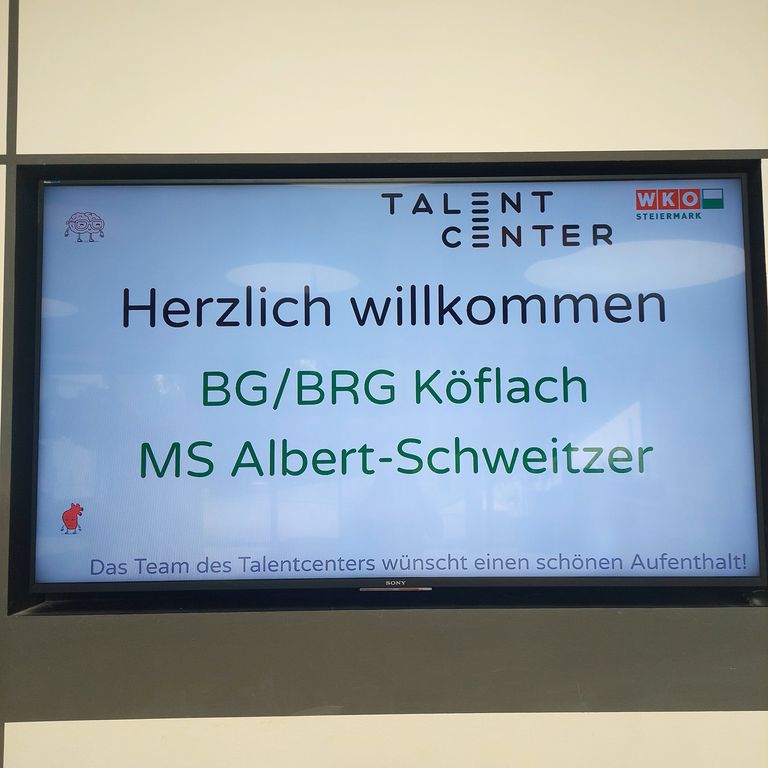 TALENT
CENTER
WKO
STEIERMARK
Herzlich willkommen
BG/BRG Köflach
MS Albert-Schweitzer
Das Team des Talentcenters wünscht einen schönen Aufenthalt!
SONY